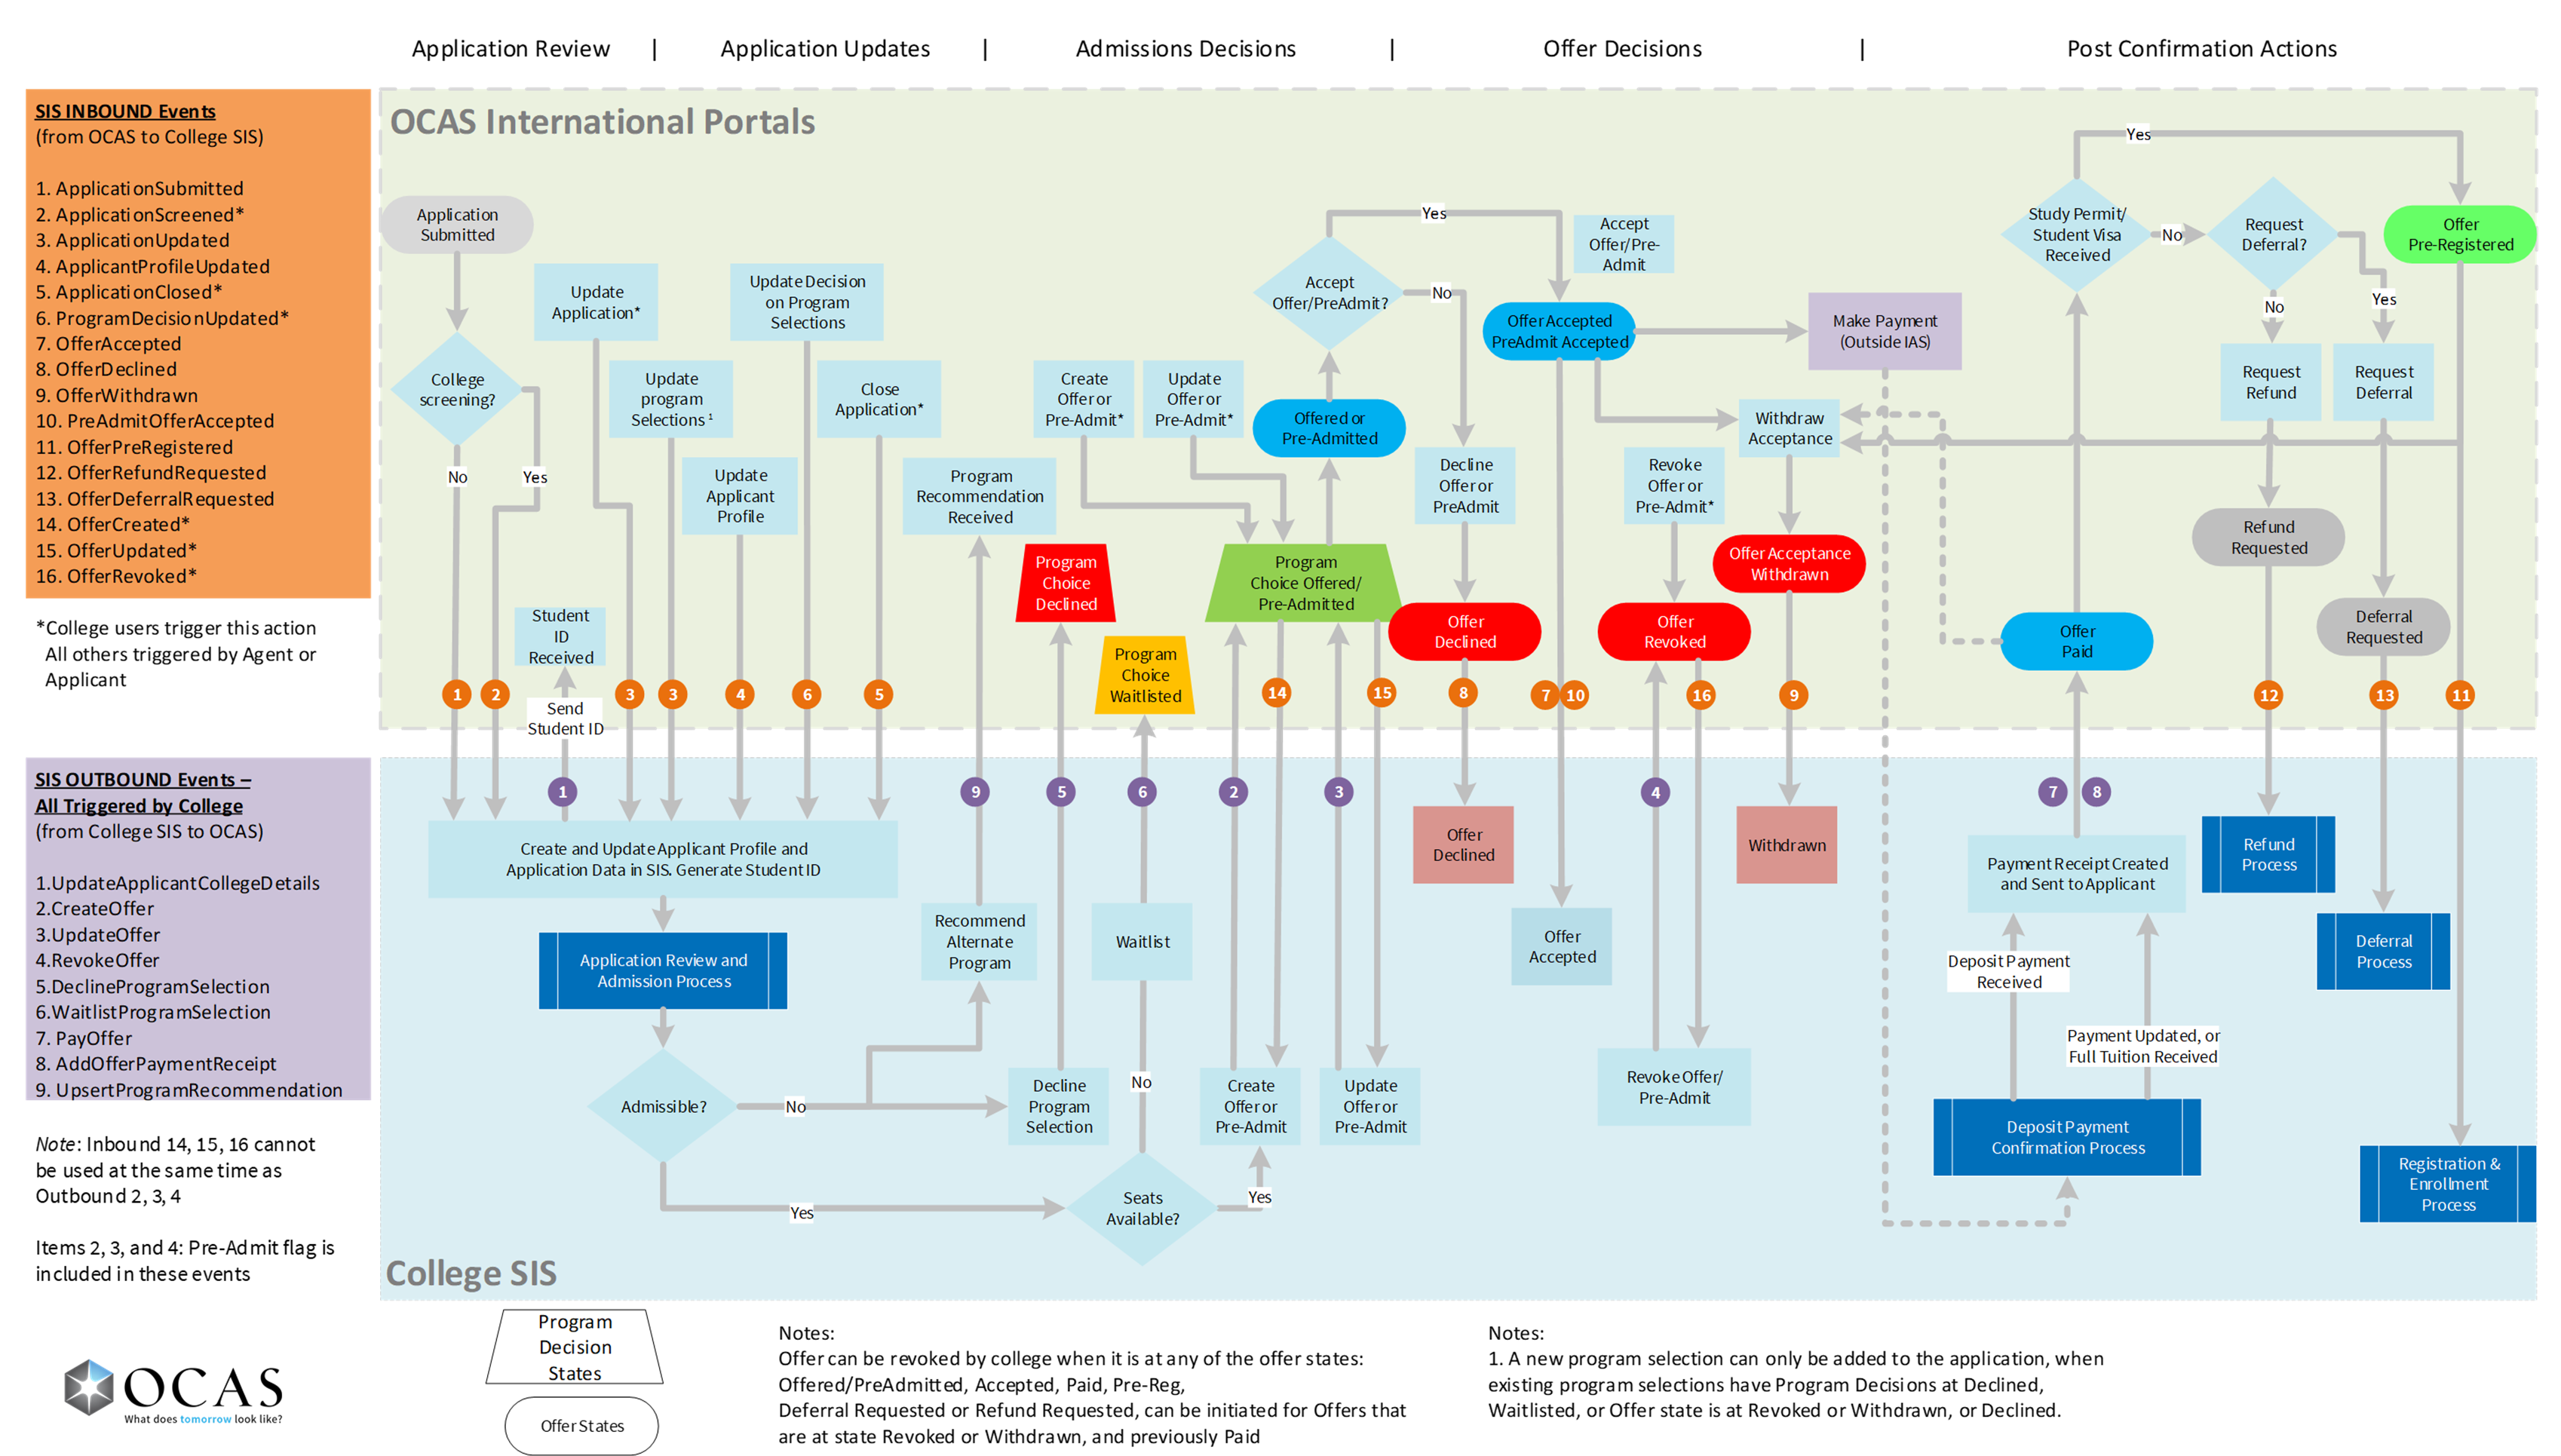 Application Review | Application Updates | Admissions Decisions | Offer Decisions | Post Confirmation Actions
SIS INBOUND Events
(from OCAS to College SIS)
1. ApplicationSubmitted
2. ApplicationScreened*
3. ApplicationUpdated
4. ApplicantProfileUpdated
5. ApplicationClosed*
6. ProgramDecisionUpdated*
7. OfferAccepted
8. OfferDeclined
9. OfferWithdrawn
10. PreAdmitOfferAccepted
11. OfferPreRegistered
12. OfferRefundRequested
13. OfferDeferralRequested
14. OfferCreated*
15. OfferUpdated*
16. OfferRevoked*
*College users trigger this action
All others triggered by Agent or
Applicant
SIS OUTBOUND Events –
All Triggered by College
(from College SIS to OCAS)
1.UpdateApplicantCollegeDetails
2.CreateOffer
3.UpdateOffer
4.RevokeOffer
5.DeclineProgramSelection
6.WaitlistProgramSelection
7. PayOffer
8. AddOfferPaymentReceipt
9. UpsertProgramRecommendation
Note: Inbound 14, 15, 16 cannot
be used at the same time as
Outbound 2, 3, 4
Items 2, 3, and 4: Pre-Admit flag is
included in these events
OCAS International Portals
Application
Submitted
College
screening?
No
Yes
Update
Application*
Update
program
Selections 1
Update
Applicant
Profile
Update Decision
on Program
Selections
Close
Application*
Student
ID
Received
Send
Student ID
Program
Recommendation
Received
Create
Offer or
Pre-Admit*
Update
Offer or
Pre-Admit*
Program
Choice
Declined
Program
Choice
Waitlisted
Program
Choice Offered/
Pre-Admitted
Offered or
Pre-Admitted
Accept
Offer/PreAdmit?
Yes
No
Decline
Offer or
PreAdmit
Offer
Declined
Accept
Offer/Pre-
Admit
Offer Accepted
PreAdmit Accepted
Make Payment
(Outside IAS)
Withdraw
Acceptance
Revoke
Offer or
Pre-Admit*
Offer
Revoked
Offer Acceptance
Withdrawn
Study Permit/
Student Visa
Received
Yes
No
Request
Deferral?
No
Yes
Offer
Pre-Registered
Request
Refund
Request
Deferral
Refund
Requested
Deferral
Requested
Offer
Paid
1
2
3
3
4
6
5
14
15
8
7
10
16
9
12
13
11
1
9
5
6
2
3
4
7
8
Create and Update Applicant Profile and
Application Data in SIS. Generate Student ID
Application Review and
Admission Process
Admissible?
No
Yes
Recommend
Alternate
Program
Decline
Program
Selection
Waitlist
No
Seats
Available?
Yes
Create
Offer or
Pre-Admit
Update
Offer or
Pre-Admit
Offer
Declined
Offer
Accepted
Revoke Offer/
Pre-Admit
Withdrawn
Payment Receipt Created
and Sent to Applicant
Deposit Payment
Received
Payment Updated, or
Full Tuition Received
Deposit Payment
Confirmation Process
Refund
Process
Deferral
Process
Registration &
Enrollment
Process
College SIS
OCAS
What does tomorrow look like?
Program
Decision
States
Offer States
Notes:
Offer can be revoked by college when it is at any of the offer states:
Offered/PreAdmitted, Accepted, Paid, Pre-Reg,
Deferral Requested or Refund Requested, can be initiated for Offers that
are at state Revoked or Withdrawn, and previously Paid
Notes:
1. A new program selection can only be added to the application, when
existing program selections have Program Decisions at Declined,
Waitlisted, or Offer state is at Revoked or Withdrawn, or Declined.